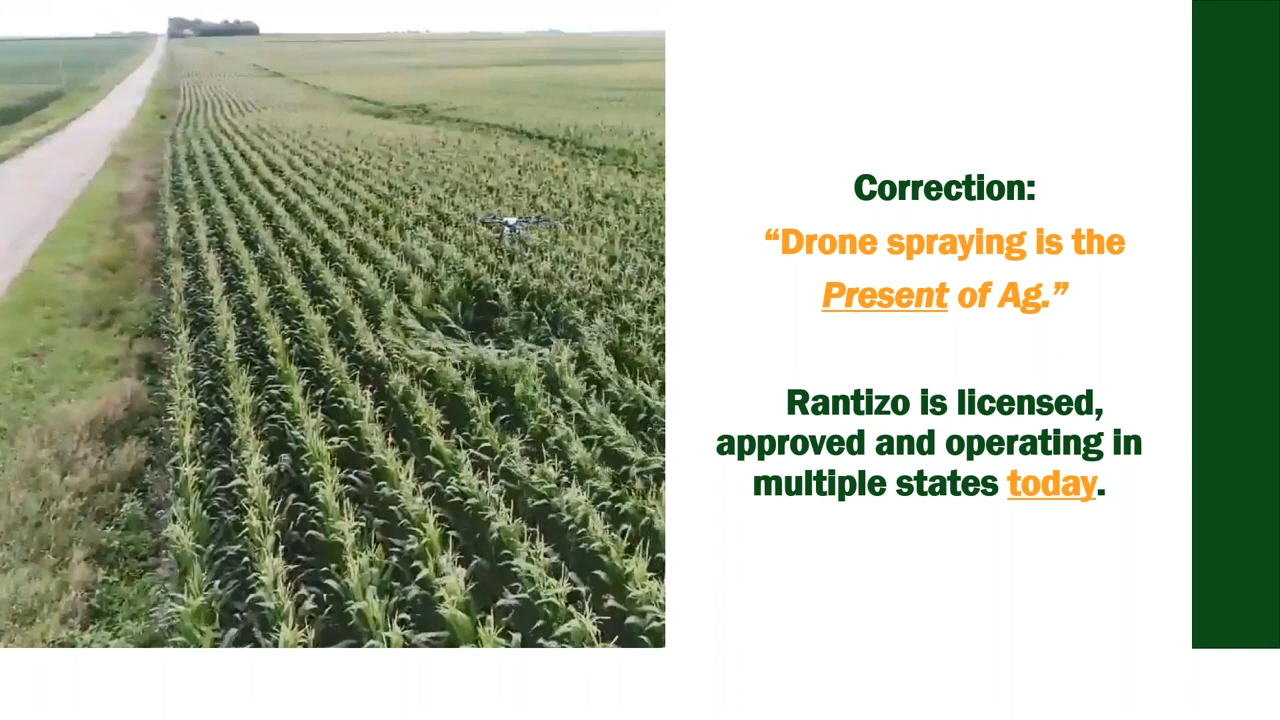 Correction:
“Drone spraying is the
Present of Ag.”
Rantizo is licensed,
approved and operating in
multiple states today.